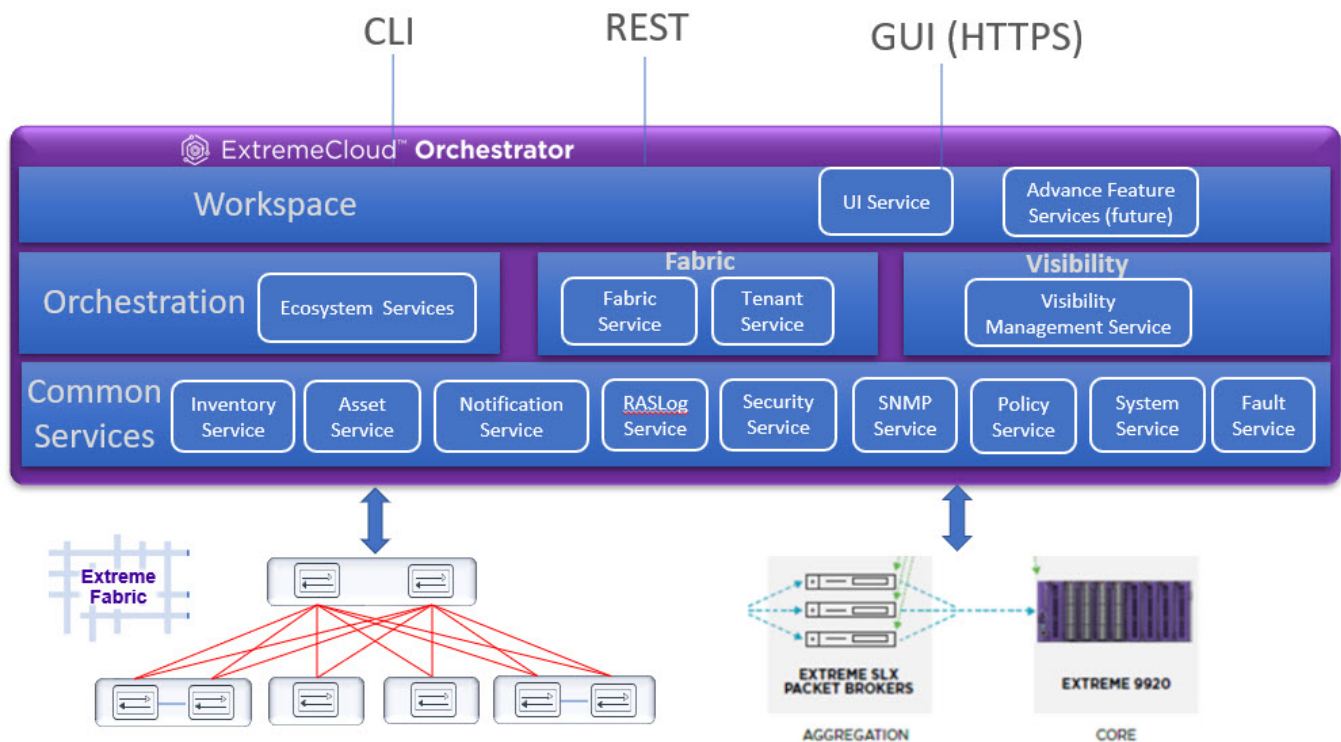 CLI
REST
GUI (HTTPS)
ExtremeCloud™ Orchestrator
Workspace
UI Service
Advance Feature
Services (future)
Orchestration
Ecosystem Services
Fabric
Fabric
Service
Tenant
Service
Visibility
Visibility
Management Service
Common
Services
Inventory
Service
Asset
Service
Notification
Service
RASLog
Service
Security
Service
SNMP
Service
Policy
Service
System
Service
Fault
Service
Extreme
Fabric
EXTREME SLX
PACKET BROKERS
AGGREGATION
EXTREME 9920
CORE